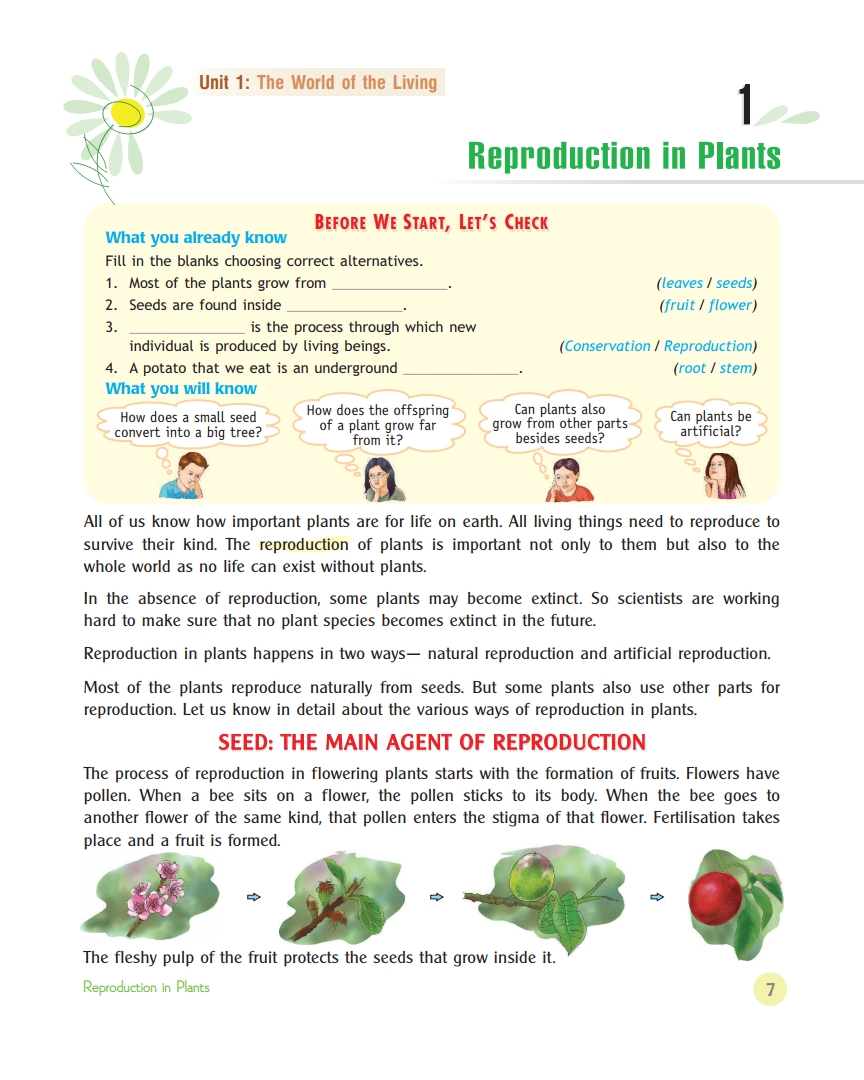 Unit 1: The World of the Living
1
Reproduction in Plants
BEFORE WE START, LET'S CHECK
What you already know
Fill in the blanks choosing correct alternatives.
1. Most of the plants grow from _______________. (leaves / seeds)
2. Seeds are found inside _______________. (fruit / flower)
3. _______________ is the process through which new
individual is produced by living beings. (Conservation / Reproduction)
4. A potato that we eat is an underground _______________. (root / stem)
What you will know
How does a small seed
convert into a big tree?
How does the offspring
of a plant grow far
from it?
Can plants also
grow from other parts
besides seeds?
Can plants be
artificial?
All of us know how important plants are for life on earth. All living things need to reproduce to
survive their kind. The reproduction of plants is important not only to them but also to the
whole world as no life can exist without plants.
In the absence of reproduction, some plants may become extinct. So scientists are working
hard to make sure that no plant species becomes extinct in the future.
Reproduction in plants happens in two ways— natural reproduction and artificial reproduction.
Most of the plants reproduce naturally from seeds. But some plants also use other parts for
reproduction. Let us know in detail about the various ways of reproduction in plants.
SEED: THE MAIN AGENT OF REPRODUCTION
The process of reproduction in flowering plants starts with the formation of fruits. Flowers have
pollen. When a bee sits on a flower, the pollen sticks to its body. When the bee goes to
another flower of the same kind, that pollen enters the stigma of that flower. Fertilisation takes
place and a fruit is formed.
The fleshy pulp of the fruit protects the seeds that grow inside it.
Reproduction in Plants
7